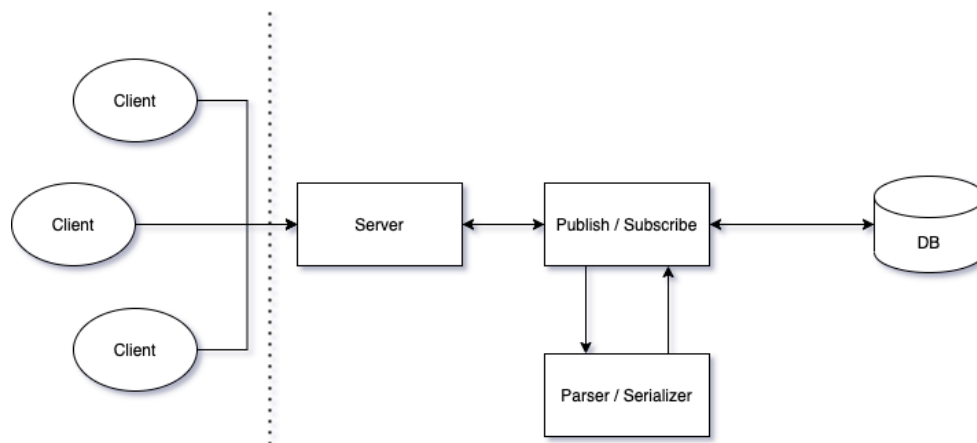 Client
Client
Server
Publish / Subscribe
DB
Client
Parser / Serializer